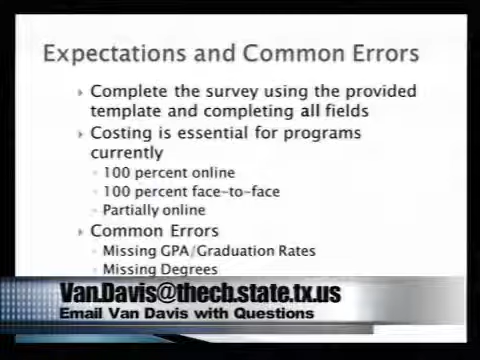 Expectations and Common Errors
Complete the survey using the provided
template and completing all fields
Costing is essential for programs
currently
100 percent online
100 percent face-to-face
Partially online
Common Errors
Missing GPA/Graduation Rates
Missing Degrees
Van.Davis@thecb.state.tx.us
Email Van Davis with Questions